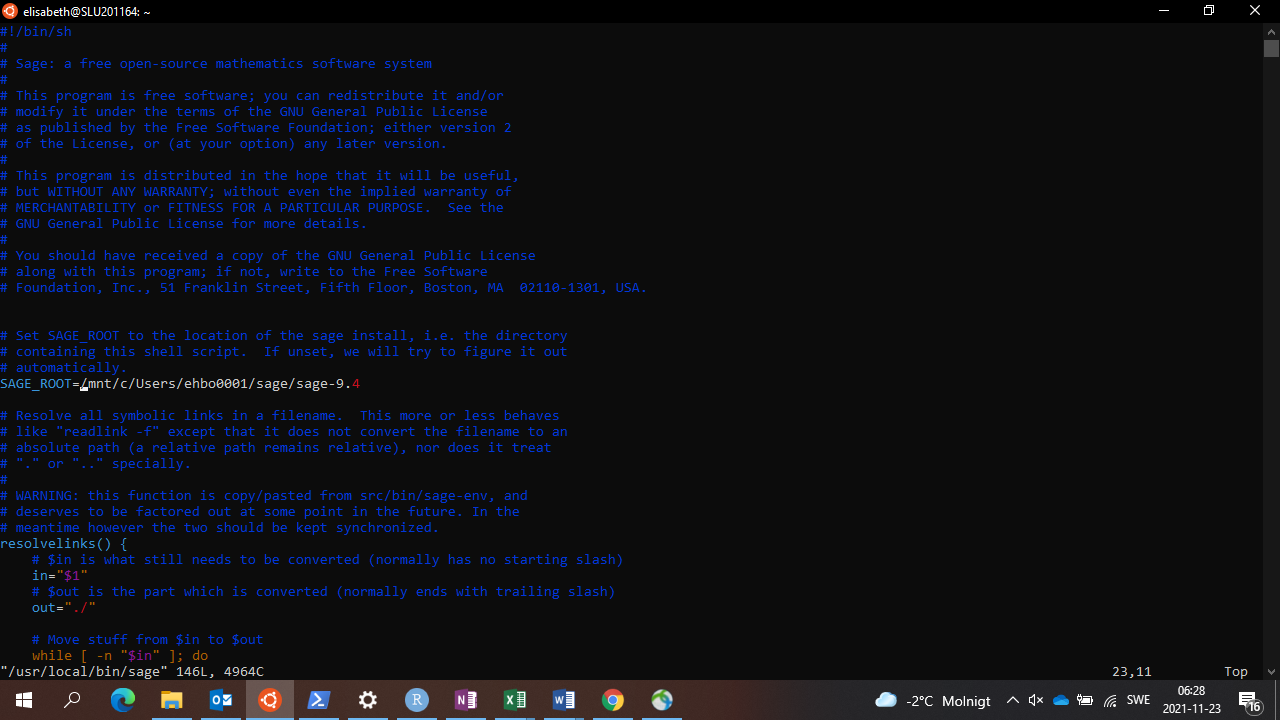 elisabeth@SLU201164: ~
#!/bin/sh
#
# Sage: a free open-source mathematics software system
#
# This program is free software; you can redistribute it and/or
# modify it under the terms of the GNU General Public License
# as published by the Free Software Foundation; either version 2
# of the License, or (at your option) any later version.
#
# This program is distributed in the hope that it will be useful,
# but WITHOUT ANY WARRANTY; without even the implied warranty of
# MERCHANTABILITY or FITNESS FOR A PARTICULAR PURPOSE.  See the
# GNU General Public License for more details.
#
# You should have received a copy of the GNU General Public License
# along with this program; if not, write to the Free Software
# Foundation, Inc., 51 Franklin Street, Fifth Floor, Boston, MA  02110-1301, USA.
# Set SAGE_ROOT to the location of the sage install, i.e. the directory
# containing this shell script.  If unset, we will try to figure it out
# automatically.
SAGE_ROOT=/mnt/c/Users/ehbo0001/sage/sage-9.4
# Resolve all symbolic links in a filename.  This more or less behaves
# like "readlink -f" except that it does not convert the filename to an
# absolute path (a relative path remains relative), nor does it treat
# "." or ".." specially.
#
# WARNING: this function is copy/pasted from src/bin/sage-env, and
# deserves to be factored out at some point in the future. In the
# meantime however the two should be kept synchronized.
resolvelinks() {
    # $in is what still needs to be converted (normally has no starting slash)
    in="$1"
    # $out is the part which is converted (normally ends with trailing slash)
    out="./"
    # Move stuff from $in to $out
    while [ -n "$in" ]; do
"/usr/local/bin/sage" 146L, 4964C 23,11 Top
-2°C Molnigt SWE 06:28
2021-11-23 16